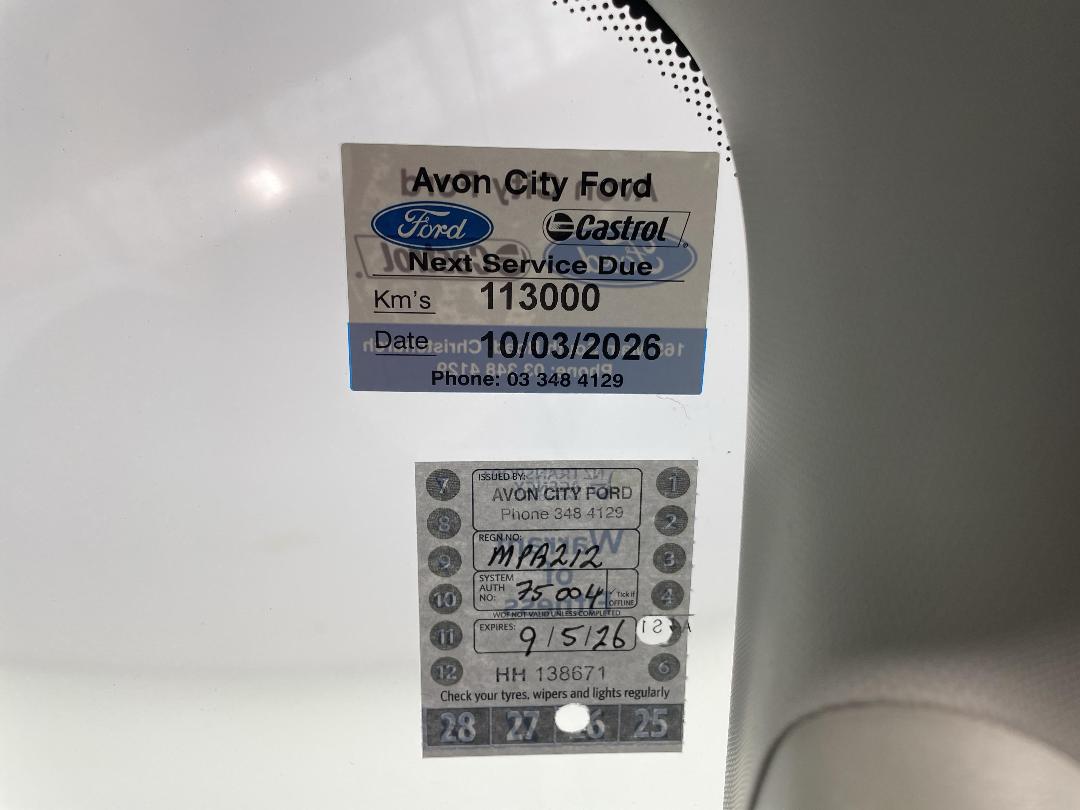 Avon City Ford
Ford Castrol
Next Service Due
Km's 113000
Date 10/03/2026
Phone: 03 348 4129
7 ISSUED BY: 1
AVON CITY FORD
8 Phone 348 4129 2
REGN NO:
9 MPA212 3
SYSTEM AUTH NO: 75004 Tick if OFFLINE
10 4
WOF NOT VALID UNLESS COMPLETED
11 EXPIRES: 9/5/26
12 HH 138671 6
Check your tyres, wipers and lights regularly
28 27 26 25